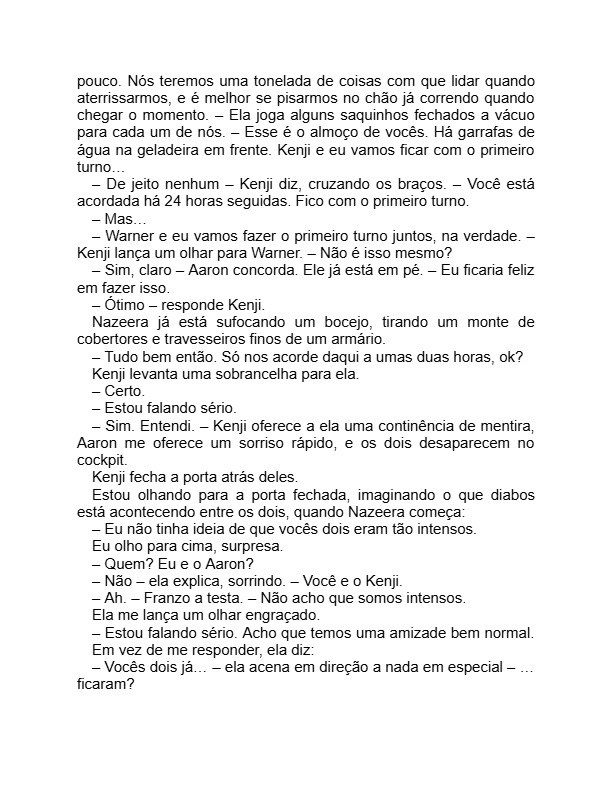 pouco. Nós teremos uma tonelada de coisas com que lidar quando
aterrissarmos, e é melhor se pisarmos no chão já correndo quando
chegar o momento. – Ela joga alguns saquinhos fechados a vácuo
para cada um de nós. – Esse é o almoço de vocês. Há garrafas de
água na geladeira em frente. Kenji e eu vamos ficar com o primeiro
turno…
– De jeito nenhum – Kenji diz, cruzando os braços. – Você está
acordada há 24 horas seguidas. Fico com o primeiro turno.
– Mas…
– Warner e eu vamos fazer o primeiro turno juntos, na verdade. –
Kenji lança um olhar para Warner. – Não é isso mesmo?
– Sim, claro – Aaron concorda. Ele já está em pé. – Eu ficaria feliz
em fazer isso.
– Ótimo – responde Kenji.
Nazeera já está sufocando um bocejo, tirando um monte de
cobertores e travesseiros finos de um armário.
– Tudo bem então. Só nos acorde daqui a umas duas horas, ok?
Kenji levanta uma sobrancelha para ela.
– Certo.
– Estou falando sério.
– Sim. Entendi. – Kenji oferece a ela uma continência de mentira,
Aaron me oferece um sorriso rápido, e os dois desaparecem no
cockpit.
Kenji fecha a porta atrás deles.
Estou olhando para a porta fechada, imaginando o que diabos
está acontecendo entre os dois, quando Nazeera começa:
– Eu não tinha ideia de que vocês dois eram tão intensos.
Eu olho para cima, surpresa.
– Quem? Eu e o Aaron?
– Não – ela explica, sorrindo. – Você e o Kenji.
– Ah. – Franzo a testa. – Não acho que somos intensos.
Ela me lança um olhar engraçado.
– Estou falando sério. Acho que temos uma amizade bem normal.
Em vez de me responder, ela diz:
– Vocês dois já… – ela acena em direção a nada em especial – …
ficaram?